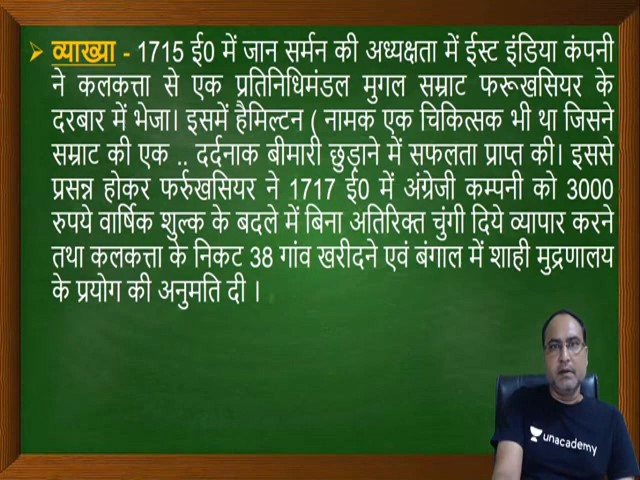 ➤ व्याख्या - 1715 ई0 में जान सर्मन की अध्यक्षता में ईस्ट इंडिया कंपनी
ने कलकत्ता से एक प्रतिनिधिमंडल मुगल सम्राट फरूखसियर के
दरबार में भेजा। इसमें हैमिल्टन ( नामक एक चिकित्सक भी था जिसने
सम्राट की एक .. दर्दनाक बीमारी छुड़ाने में सफलता प्राप्त की। इससे
प्रसन्न होकर फर्रुखसियर ने 1717 ई0 में अंग्रेजी कम्पनी को 3000
रुपये वार्षिक शुल्क के बदले में बिना अतिरिक्त चुंगी दिये व्यापार करने
तथा कलकत्ता के निकट 38 गांव खरीदने एवं बंगाल में शाही मुद्रणालय
के प्रयोग की अनुमति दी ।
unacademy